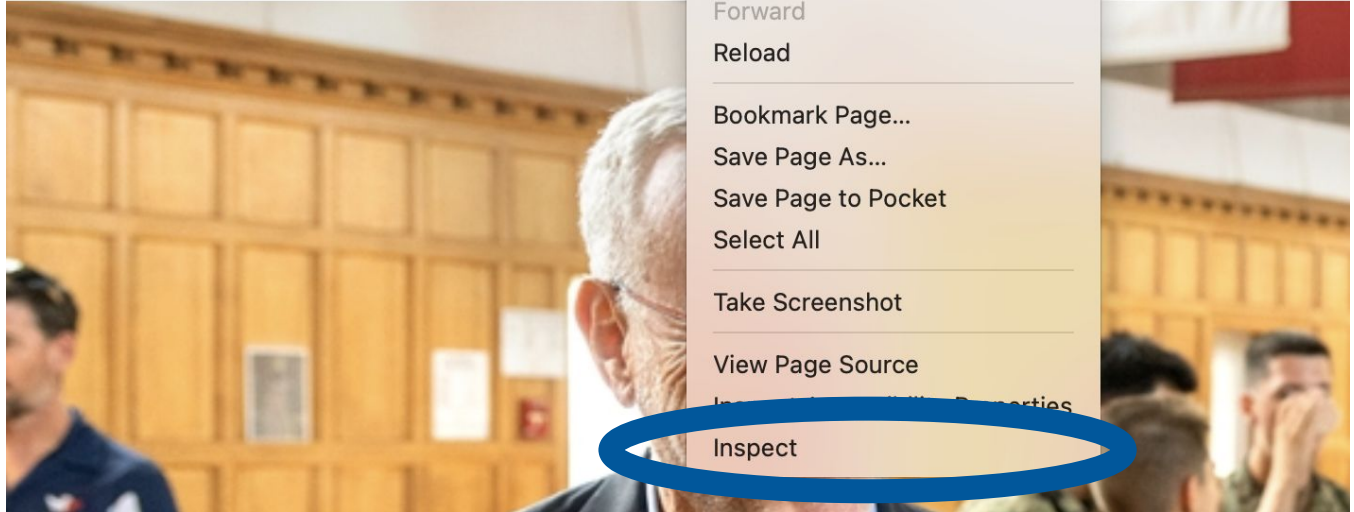 Forward
Reload
Bookmark Page...
Save Page As...
Save Page to Pocket
Select All
Take Screenshot
View Page Source
Inspect